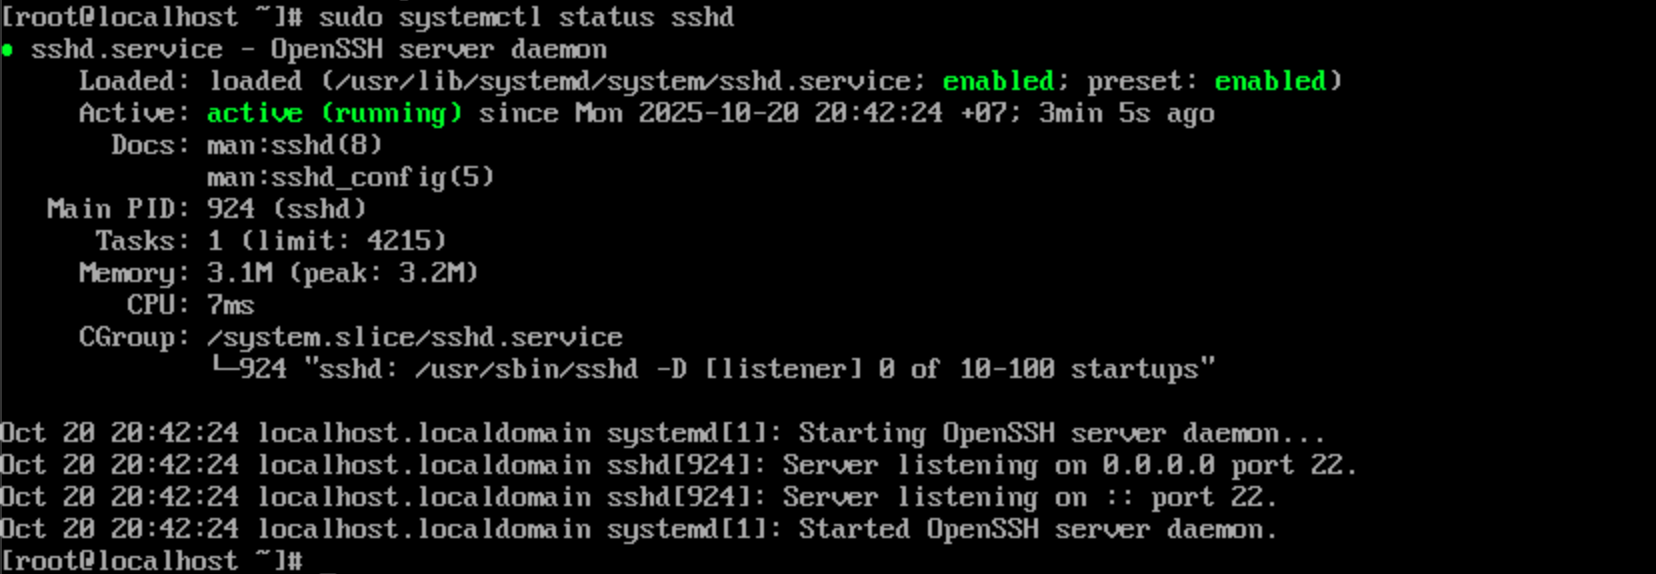 [root@localhost ~]# sudo systemctl status sshd
● sshd.service - OpenSSH server daemon
     Loaded: loaded (/usr/lib/systemd/system/sshd.service; enabled; preset: enabled)
     Active: active (running) since Mon 2025-10-20 20:42:24 +07; 3min 5s ago
       Docs: man:sshd(8)
             man:sshd_config(5)
   Main PID: 924 (sshd)
      Tasks: 1 (limit: 4215)
     Memory: 3.1M (peak: 3.2M)
        CPU: 7ms
     CGroup: /system.slice/sshd.service
             └─924 "sshd: /usr/sbin/sshd -D [listener] 0 of 10-100 startups"

Oct 20 20:42:24 localhost.localdomain systemd[1]: Starting OpenSSH server daemon...
Oct 20 20:42:24 localhost.localdomain sshd[924]: Server listening on 0.0.0.0 port 22.
Oct 20 20:42:24 localhost.localdomain sshd[924]: Server listening on :: port 22.
Oct 20 20:42:24 localhost.localdomain systemd[1]: Started OpenSSH server daemon.
[root@localhost ~]#